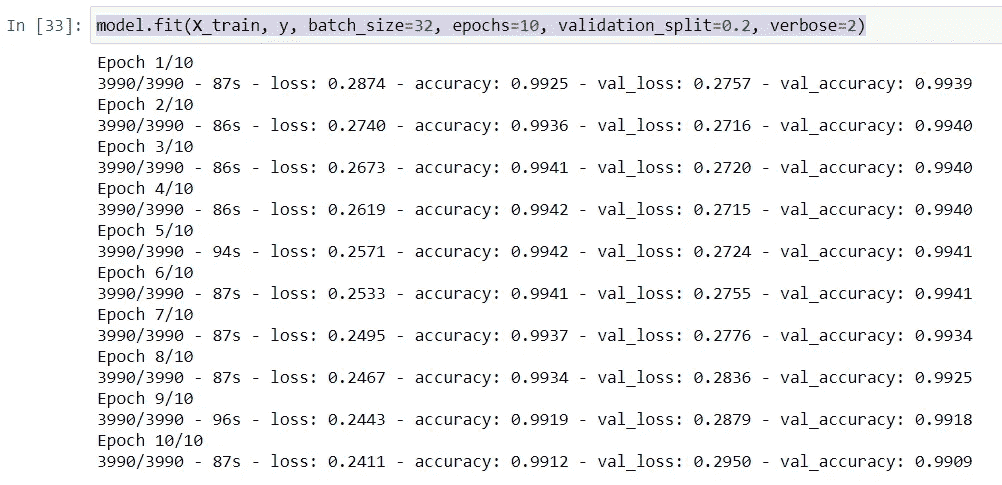 In [33]: model.fit(X_train, y, batch_size=32, epochs=10, validation_split=0.2, verbose=2)
Epoch 1/10
3990/3990 - 87s - loss: 0.2874 - accuracy: 0.9925 - val_loss: 0.2757 - val_accuracy: 0.9939
Epoch 2/10
3990/3990 - 86s - loss: 0.2740 - accuracy: 0.9936 - val_loss: 0.2716 - val_accuracy: 0.9940
Epoch 3/10
3990/3990 - 86s - loss: 0.2673 - accuracy: 0.9941 - val_loss: 0.2720 - val_accuracy: 0.9940
Epoch 4/10
3990/3990 - 86s - loss: 0.2619 - accuracy: 0.9942 - val_loss: 0.2715 - val_accuracy: 0.9940
Epoch 5/10
3990/3990 - 94s - loss: 0.2571 - accuracy: 0.9942 - val_loss: 0.2724 - val_accuracy: 0.9941
Epoch 6/10
3990/3990 - 87s - loss: 0.2533 - accuracy: 0.9941 - val_loss: 0.2755 - val_accuracy: 0.9941
Epoch 7/10
3990/3990 - 87s - loss: 0.2495 - accuracy: 0.9937 - val_loss: 0.2776 - val_accuracy: 0.9934
Epoch 8/10
3990/3990 - 87s - loss: 0.2467 - accuracy: 0.9934 - val_loss: 0.2836 - val_accuracy: 0.9925
Epoch 9/10
3990/3990 - 96s - loss: 0.2443 - accuracy: 0.9919 - val_loss: 0.2879 - val_accuracy: 0.9918
Epoch 10/10
3990/3990 - 87s - loss: 0.2411 - accuracy: 0.9912 - val_loss: 0.2950 - val_accuracy: 0.9909